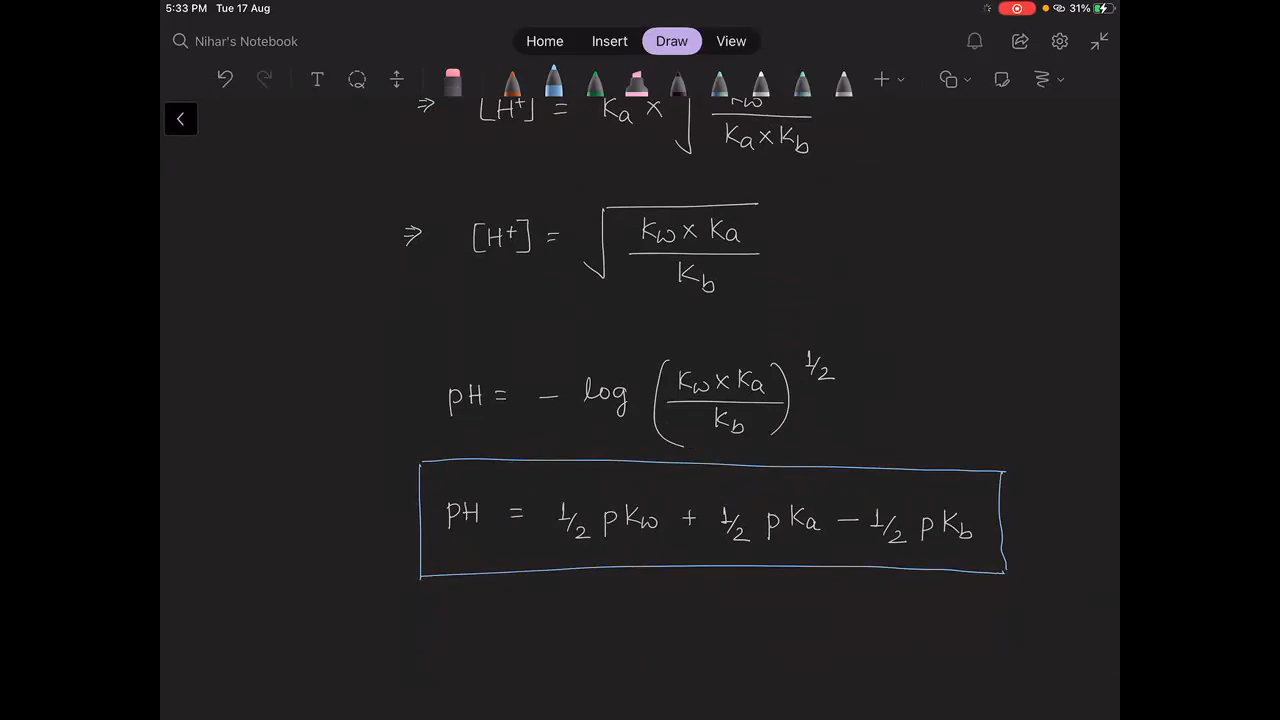 5:33 PM Tue 17 Aug 31%
Nihar's Notebook Home Insert Draw View
⇒ [H⁺] = Ka × √(Kw / (Ka × Kb))
⇒ [H⁺] = √((Kw × Ka) / Kb)
pH = − log ((Kw × Ka) / Kb)^1/2
pH = 1/2 pKw + 1/2 pKa − 1/2 pKb